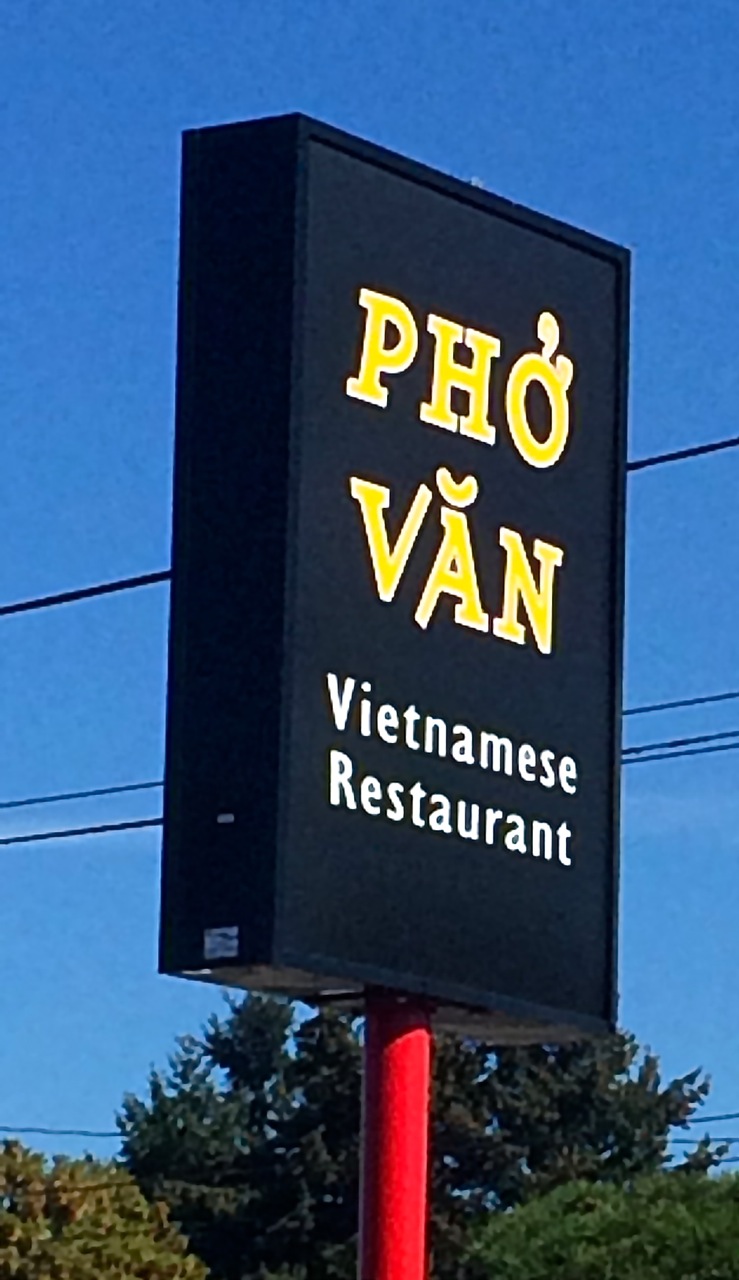 PHỞ
VĂN
Vietnamese
Restaurant